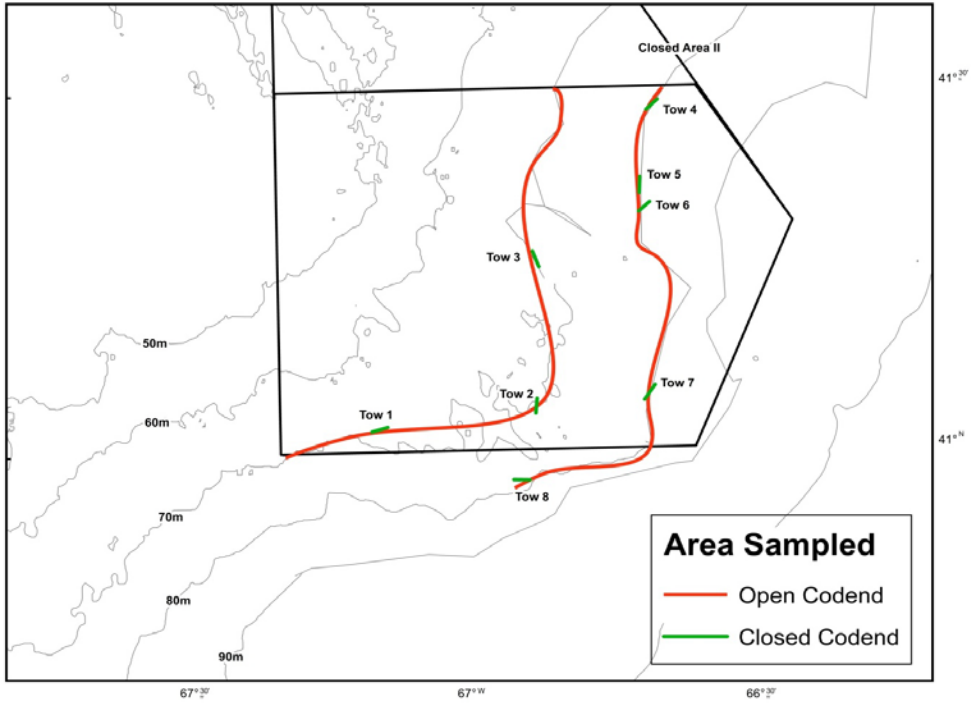 Closed Area II
41°30'
Tow 4
Tow 5
Tow 6
Tow 3
50m
Tow 7
Tow 2
Tow 1
60m
41°N
Tow 8
70m
Area Sampled
Open Codend
80m
Closed Codend
90m
67°30'
67°W
66°30'